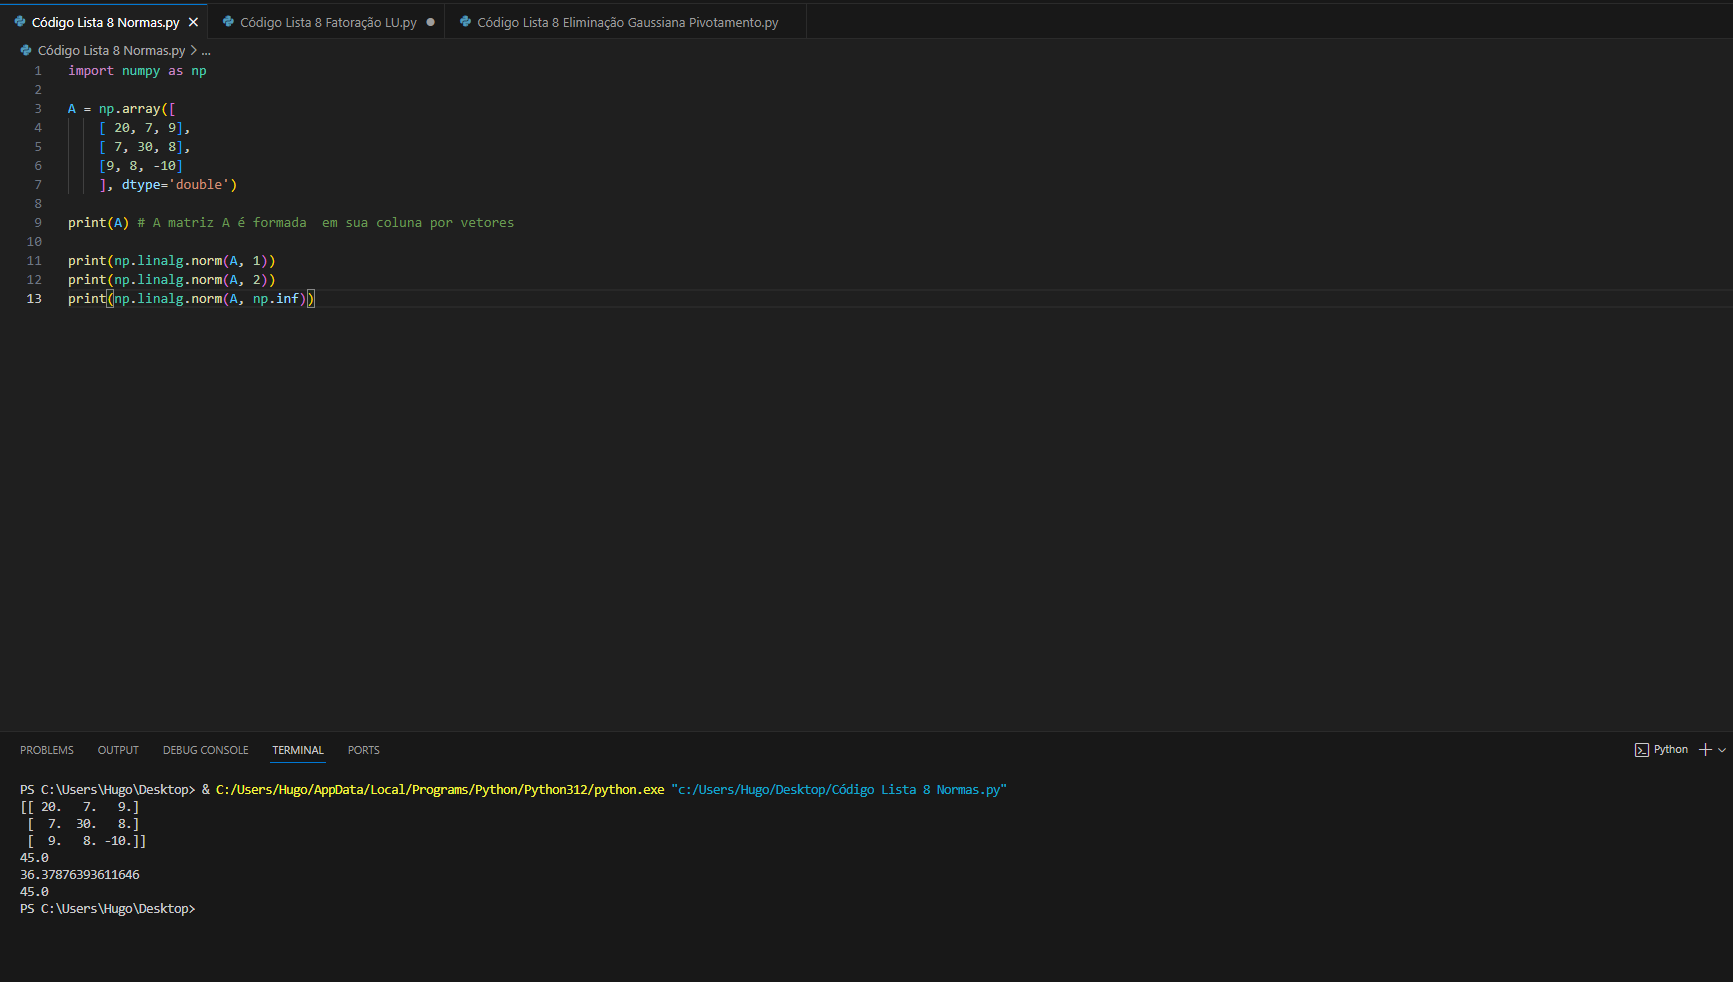 Código Lista 8 Normas.py Código Lista 8 Fatoração LU.py Código Lista 8 Eliminação Gaussiana Pivotamento.py
Código Lista 8 Normas.py > ...
1 import numpy as np
2
3 A = np.array([
4 [ 20, 7, 9],
5 [ 7, 30, 8],
6 [9, 8, -10]
7 ], dtype='double')
8
9 print(A) # A matriz A é formada  em sua coluna por vetores
10
11 print(np.linalg.norm(A, 1))
12 print(np.linalg.norm(A, 2))
13 print(np.linalg.norm(A, np.inf))
PROBLEMS OUTPUT DEBUG CONSOLE TERMINAL PORTS Python
PS C:\Users\Hugo\Desktop> & C:/Users/Hugo/AppData/Local/Programs/Python/Python312/python.exe "c:/Users/Hugo/Desktop/Código Lista 8 Normas.py"
[[ 20.   7.   9.]
[  7.  30.   8.]
[  9.   8. -10.]]
45.0
36.37876393611646
45.0
PS C:\Users\Hugo\Desktop>